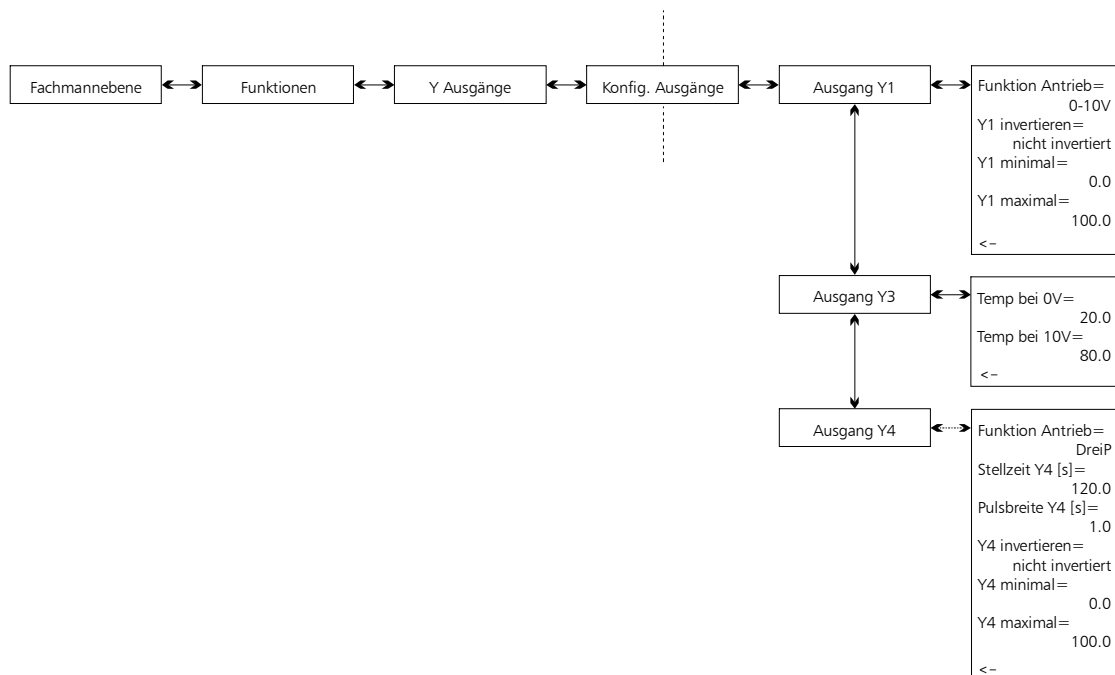 Fachmannebene
Funktionen
Y Ausgänge
Konfig. Ausgänge
Ausgang Y1
Funktion Antrieb=
0-10V
Y1 invertieren=
nicht invertiert
Y1 minimal=
0.0
Y1 maximal=
100.0
<-
Ausgang Y3
Temp bei 0V=
20.0
Temp bei 10V=
80.0
<-
Ausgang Y4
Funktion Antrieb=
DreiP
Stellzeit Y4 [s]=
120.0
Pulsbreite Y4 [s]=
1.0
Y4 invertieren=
nicht invertiert
Y4 minimal=
0.0
Y4 maximal=
100.0
<-